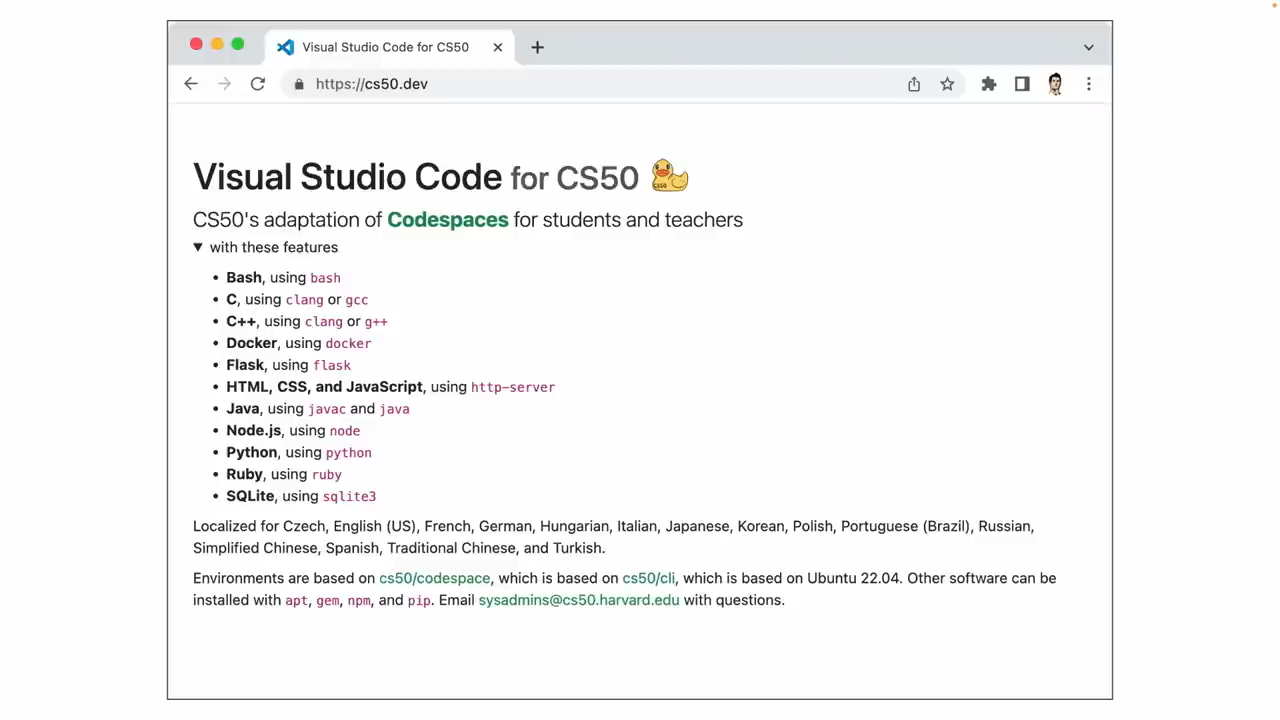 Visual Studio Code for CS50
https://cs50.dev
Visual Studio Code for CS50
CS50
CS50's adaptation of Codespaces for students and teachers
▼ with these features
• Bash, using bash
• C, using clang or gcc
• C++, using clang or g++
• Docker, using docker
• Flask, using flask
• HTML, CSS, and JavaScript, using http-server
• Java, using javac and java
• Node.js, using node
• Python, using python
• Ruby, using ruby
• SQLite, using sqlite3
Localized for Czech, English (US), French, German, Hungarian, Italian, Japanese, Korean, Polish, Portuguese (Brazil), Russian,
Simplified Chinese, Spanish, Traditional Chinese, and Turkish.
Environments are based on cs50/codespace, which is based on cs50/cli, which is based on Ubuntu 22.04. Other software can be
installed with apt, gem, npm, and pip. Email sysadmins@cs50.harvard.edu with questions.